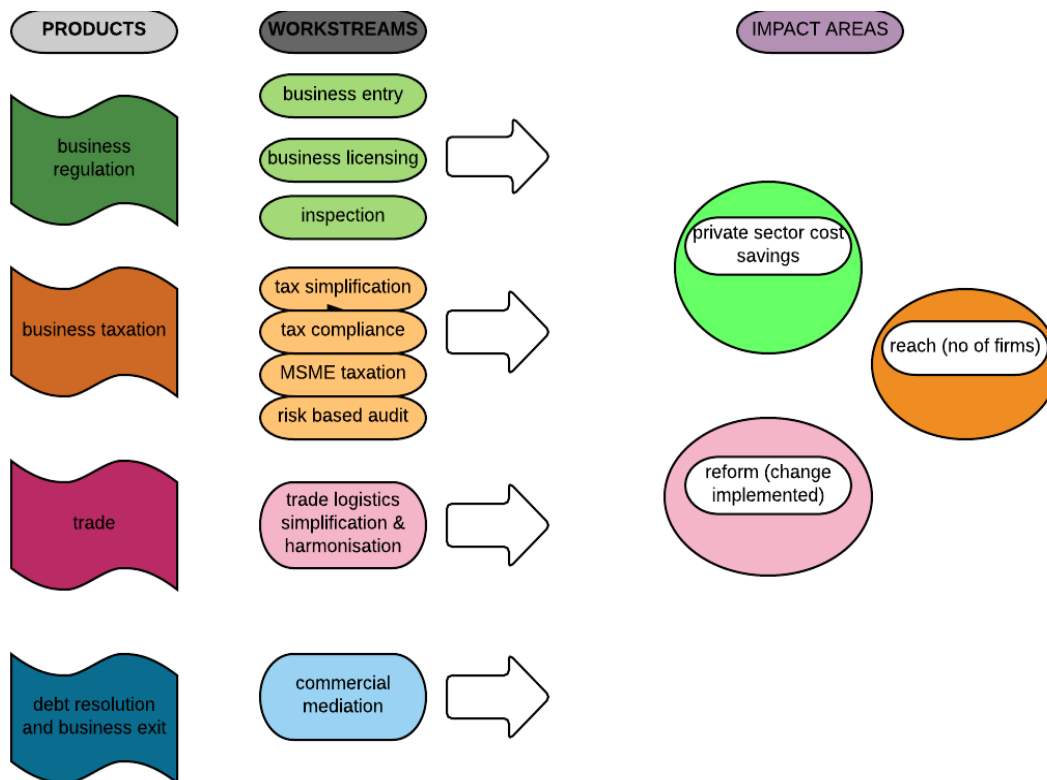 PRODUCTS
WORKSTREAMS
IMPACT AREAS
business
regulation
business entry
business licensing
inspection
business taxation
tax simplification
tax compliance
MSME taxation
risk based audit
trade
trade logistics
simplification &
harmonisation
debt resolution
and business exit
commercial
mediation
private sector cost
savings
reach (no of firms)
reform (change
implemented)